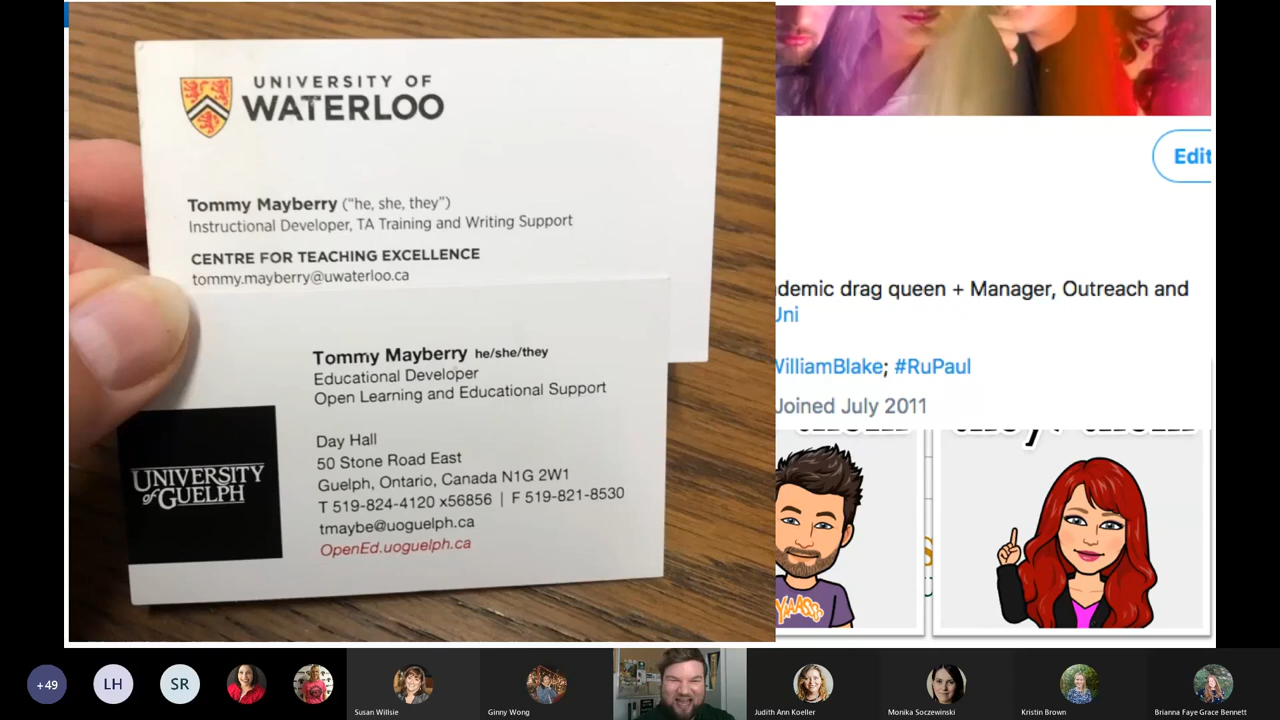 UNIVERSITY OF
WATERLOO
Tommy Mayberry ("he, she, they")
Instructional Developer, TA Training and Writing Support
CENTRE FOR TEACHING EXCELLENCE
tommy.mayberry@uwaterloo.ca
Tommy Mayberry he/she/they
Educational Developer
Open Learning and Educational Support
Day Hall
50 Stone Road East
Guelph, Ontario, Canada N1G 2W1
T 519-824-4120 x56856 | F 519-821-8530
tmaybe@uoguelph.ca
OpenEd.uoguelph.ca
UNIVERSITY
of GUELPH
Edit
demic drag queen + Manager, Outreach and
Uni
WilliamBlake; #RuPaul
Joined July 2011
YAAASSS
+49
LH
SR
Susan Willsie
Ginny Wong
Judith Ann Koeller
Monika Soczewinski
Kristin Brown
Brianna Faye Grace Bennett